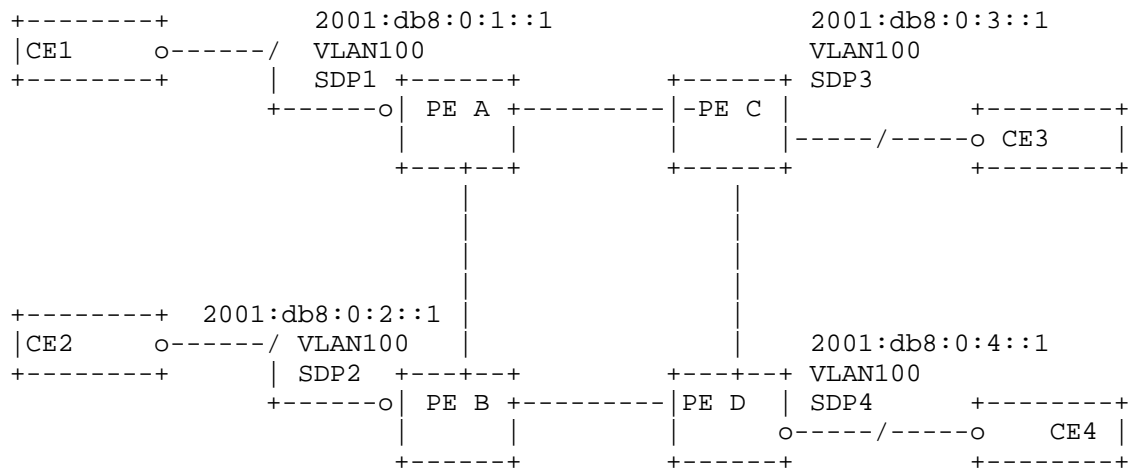 2001:db8:0:1::1 2001:db8:0:3::1
CE1 VLAN100 VLAN100
SDP1 SDP3
PE A -PE C
CE3
2001:db8:0:2::1
CE2 VLAN100 2001:db8:0:4::1
SDP2 VLAN100
PE B PE D SDP4
CE4